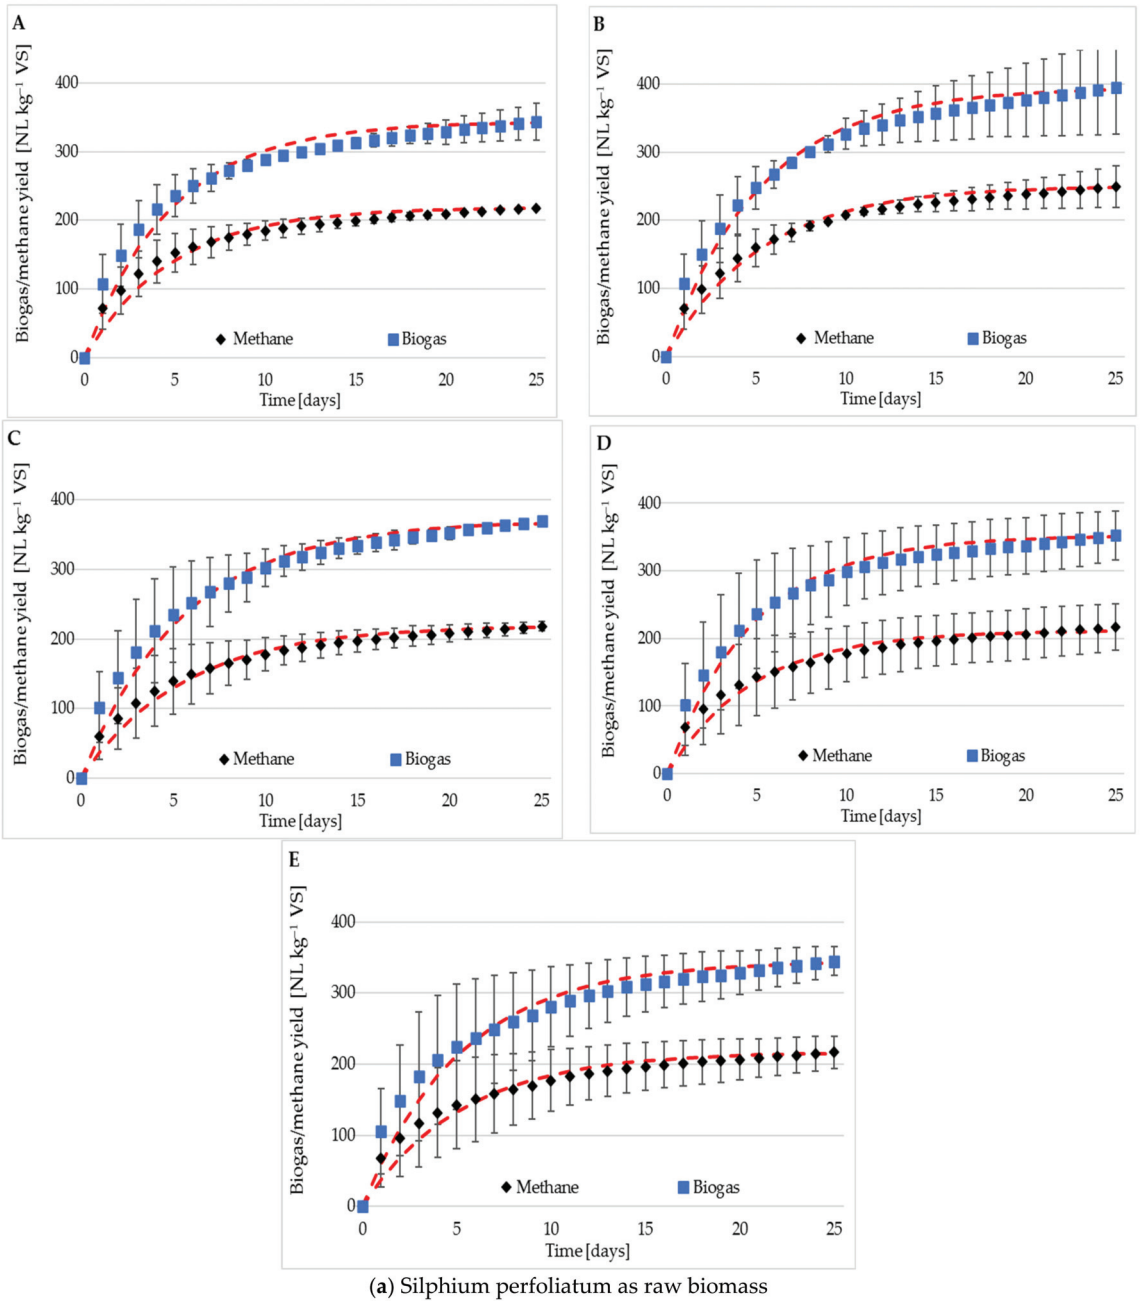 A
Biogas/methane yield [NL kg⁻¹ VS]
400
300
200
100
0
Methane
Biogas
0 5 10 15 20 25
Time [days]
B
Biogas/methane yield [NL kg⁻¹ VS]
400
300
200
100
0
Methane
Biogas
0 5 10 15 20 25
Time [days]
C
Biogas/methane yield [NL kg⁻¹ VS]
400
300
200
100
0
Methane
Biogas
0 5 10 15 20 25
Time [days]
D
Biogas/methane yield [NL kg⁻¹ VS]
400
300
200
100
0
Methane
Biogas
0 5 10 15 20 25
Time [days]
E
Biogas/methane yield [NL kg⁻¹ VS]
400
300
200
100
0
Methane
Biogas
0 5 10 15 20 25
Time [days]
(a) Silphium perfoliatum as raw biomass